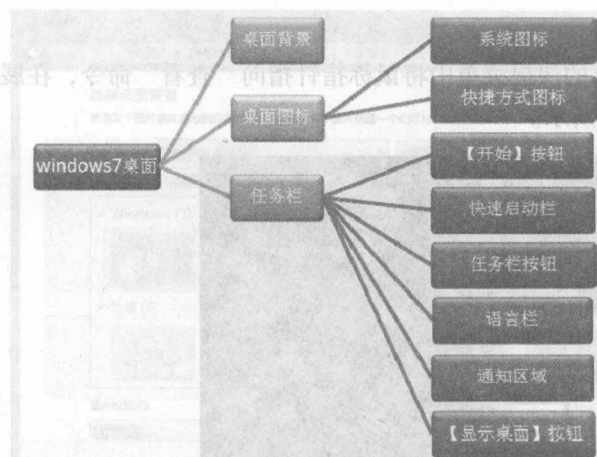 windows7桌面
桌面背景
桌面图标
任务栏
系统图标
快捷方式图标
【开始】按钮
快速启动栏
任务栏按钮
语言栏
通知区域
【显示桌面】按钮